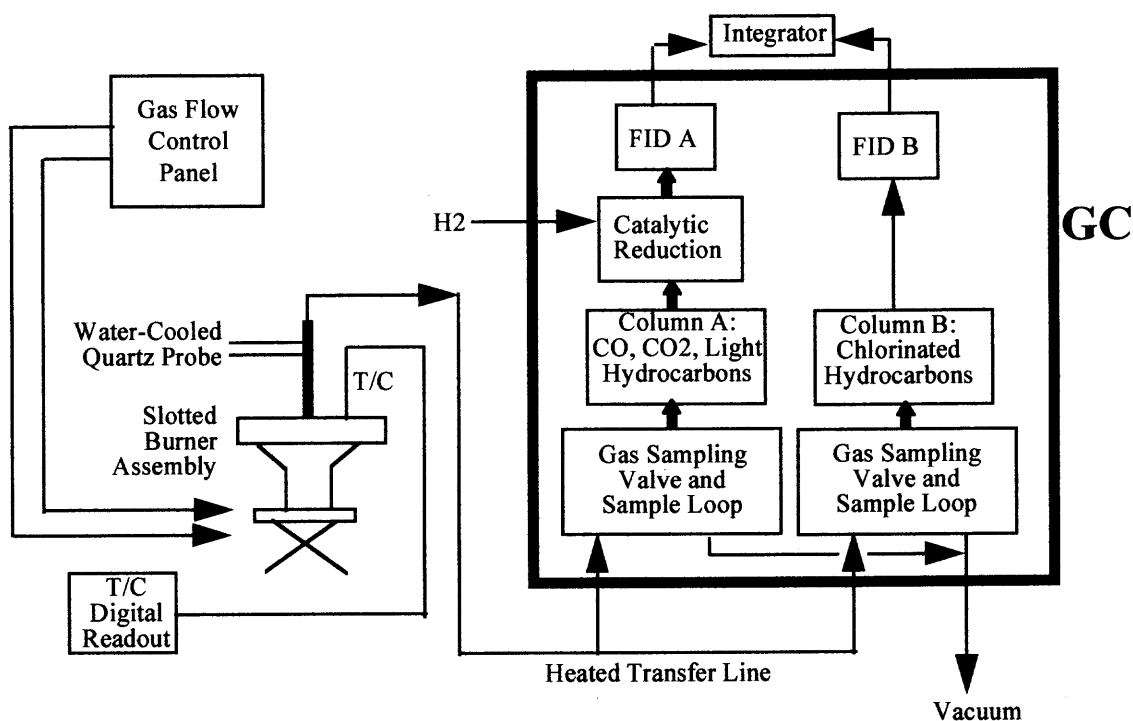 Integrator
Gas Flow
Control
Panel
FID A
FID B
GC
H2
Catalytic
Reduction
Water-Cooled
Quartz Probe
T/C
Column A:
CO, CO2, Light
Hydrocarbons
Column B:
Chlorinated
Hydrocarbons
Slotted
Burner
Assembly
Gas Sampling
Valve and
Sample Loop
Gas Sampling
Valve and
Sample Loop
T/C
Digital
Readout
Heated Transfer Line
Vacuum